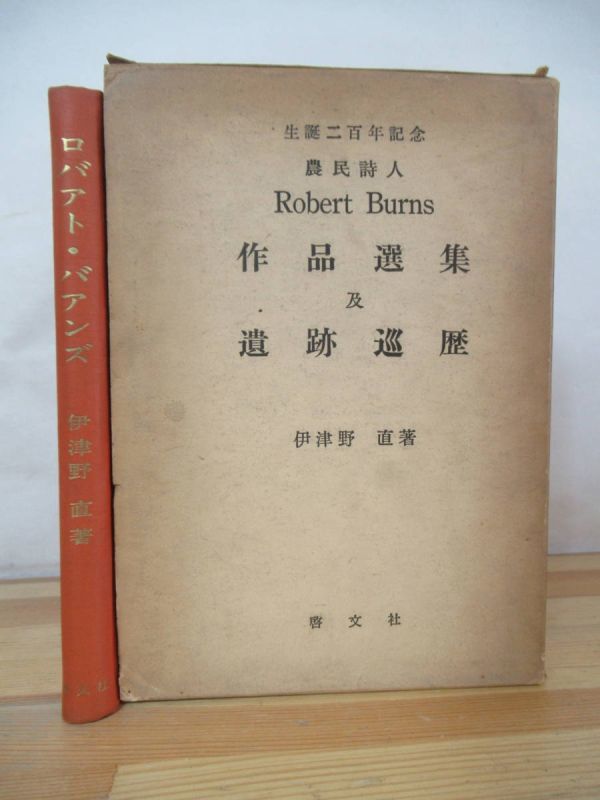 生誕二百年記念
農民詩人
Robert Burns
作品選集
及
遺跡巡歴
伊津野 直著
啓文社
ロバアト・バアンズ
伊津野 直著
文社